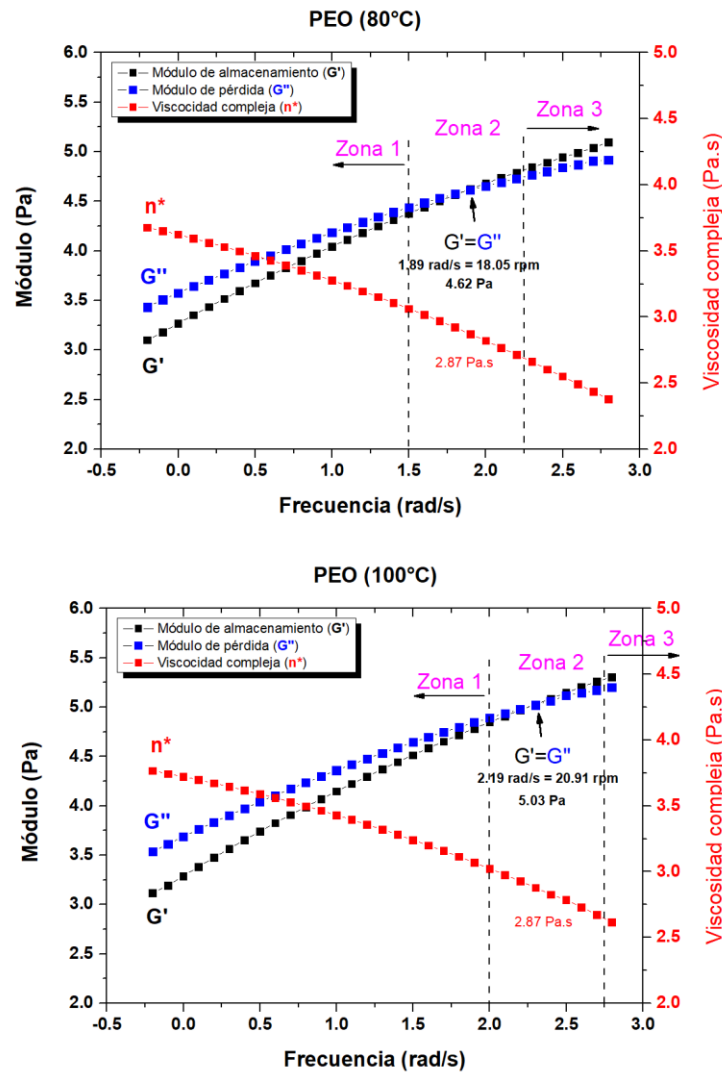 PEO (80°C)
Módulo de almacenamiento (G')
Módulo de pérdida (G'')
Viscocidad compleja (n*)
Zona 1
Zona 2
Zona 3
n*
G''
G'
G'=G''
1.89 rad/s = 18.05 rpm
4.62 Pa
2.87 Pa.s
Módulo (Pa)
6.0
5.5
5.0
4.5
4.0
3.5
3.0
2.5
2.0
Viscosidad compleja (Pa.s)
5.0
4.5
4.0
3.5
3.0
2.5
2.0
-0.5 0.0 0.5 1.0 1.5 2.0 2.5 3.0
Frecuencia (rad/s)
PEO (100°C)
Módulo de almacenamiento (G')
Módulo de pérdida (G'')
Viscocidad compleja (n*)
Zona 1
Zona 2
Zona 3
n*
G''
G'
G'=G''
2.19 rad/s = 20.91 rpm
5.03 Pa
2.87 Pa.s
Módulo (Pa)
6.0
5.5
5.0
4.5
4.0
3.5
3.0
2.5
2.0
Viscosidad compleja (Pa.s)
5.0
4.5
4.0
3.5
3.0
2.5
2.0
-0.5 0.0 0.5 1.0 1.5 2.0 2.5 3.0
Frecuencia (rad/s)